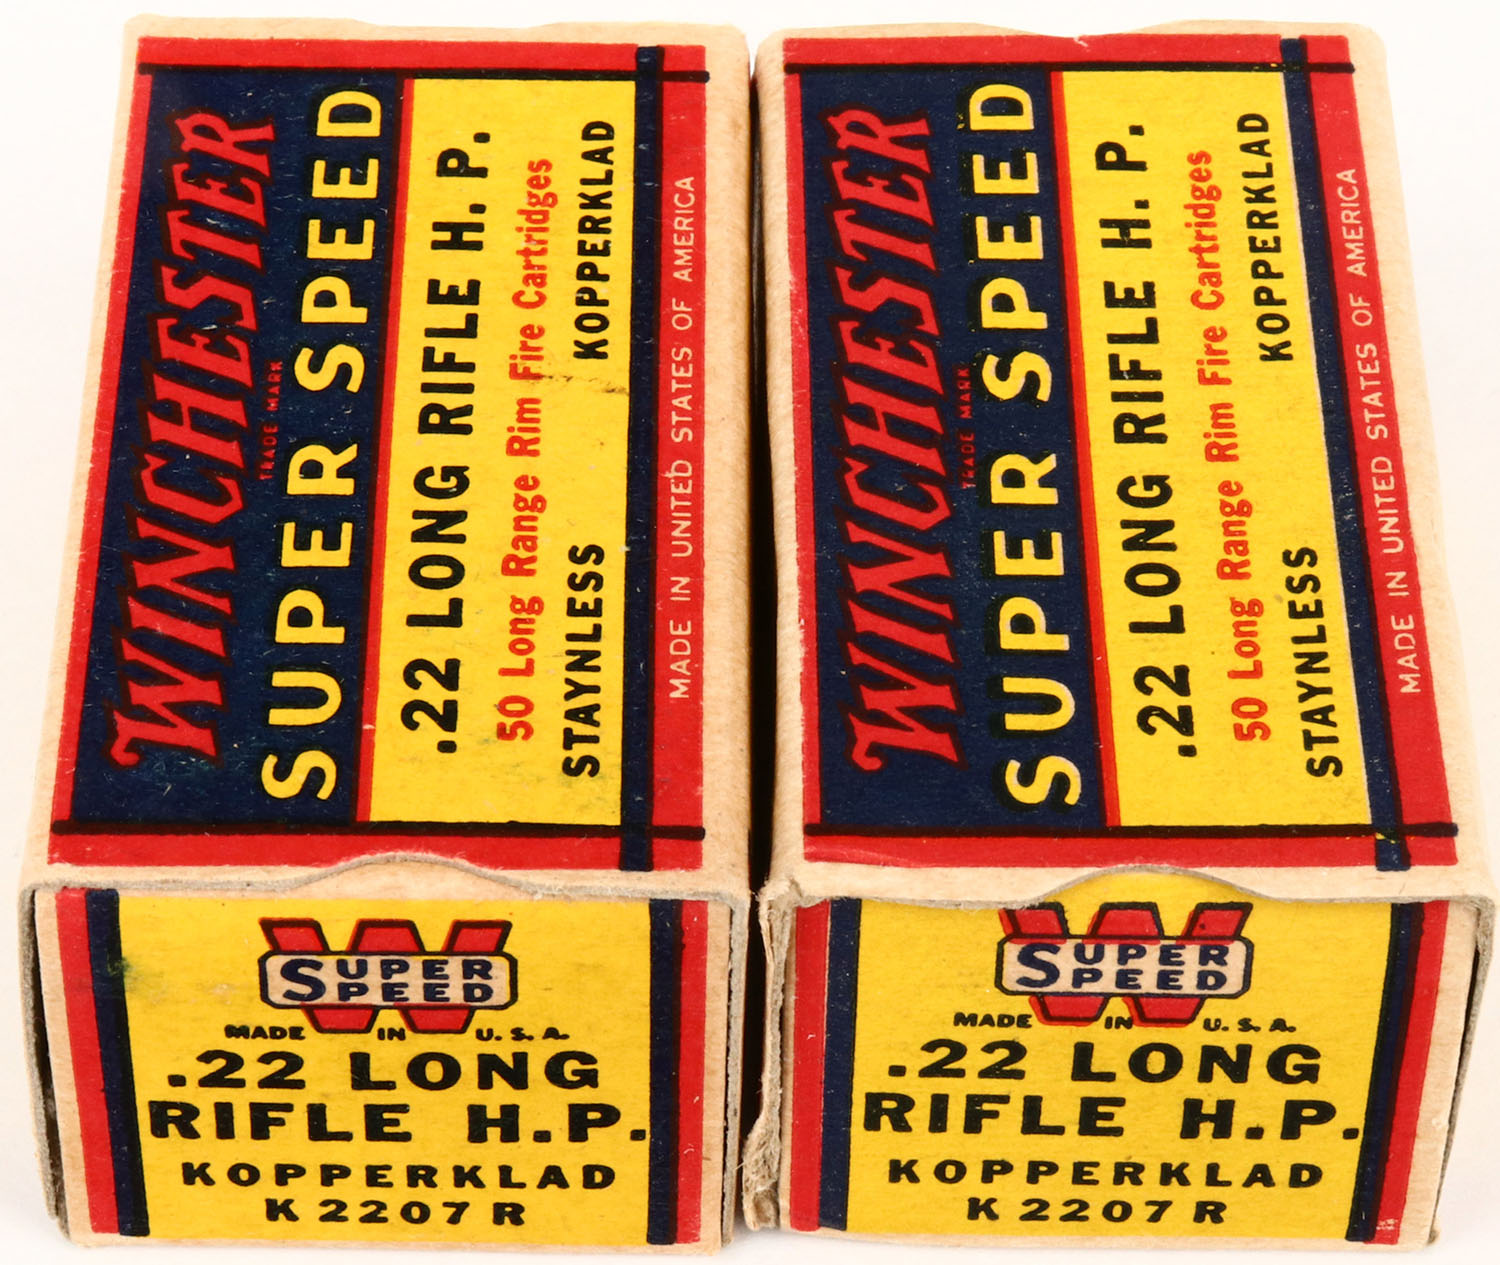 WINCHESTER
TRADE MARK
SUPER SPEED
.22 LONG RIFLE H. P.
50 Long Range Rim Fire Cartridges
STAYNLESS KOPPERKLAD
MADE IN UNITED STATES OF AMERICA
W
SUPER
SPEED
MADE IN U. S. A.
.22 LONG
RIFLE H.P.
KOPPERKLAD
K 2207 R
WINCHESTER
TRADE MARK
SUPER SPEED
.22 LONG RIFLE H. P.
50 Long Range Rim Fire Cartridges
STAYNLESS KOPPERKLAD
MADE IN UNITED STATES OF AMERICA
W
SUPER
SPEED
MADE IN U. S. A.
.22 LONG
RIFLE H.P.
KOPPERKLAD
K 2207 R